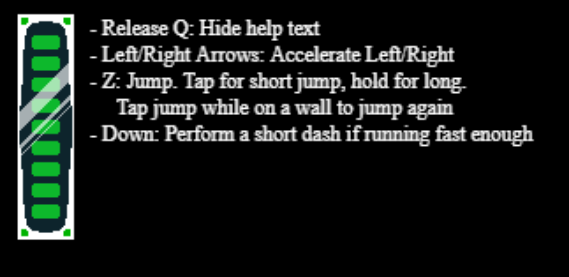 - Release Q: Hide help text
- Left/Right Arrows: Accelerate Left/Right
- Z: Jump. Tap for short jump, hold for long.
Tap jump while on a wall to jump again
- Down: Perform a short dash if running fast enough